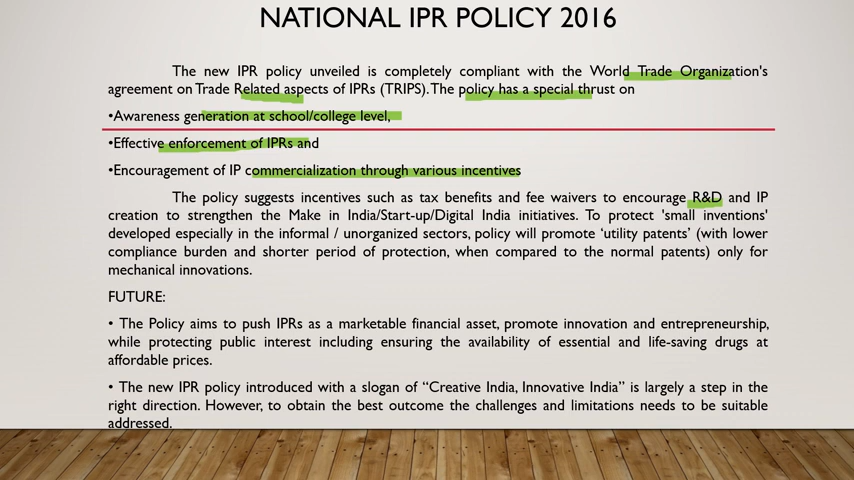 NATIONAL IPR POLICY 2016
The new IPR policy unveiled is completely compliant with the World Trade Organization's
agreement on Trade Related aspects of IPRs (TRIPS). The policy has a special thrust on
•Awareness generation at school/college level,
•Effective enforcement of IPRs and
•Encouragement of IP commercialization through various incentives
The policy suggests incentives such as tax benefits and fee waivers to encourage R&D and IP
creation to strengthen the Make in India/Start-up/Digital India initiatives. To protect 'small inventions'
developed especially in the informal / unorganized sectors, policy will promote ‘utility patents’ (with lower
compliance burden and shorter period of protection, when compared to the normal patents) only for
mechanical innovations.
FUTURE:
• The Policy aims to push IPRs as a marketable financial asset, promote innovation and entrepreneurship,
while protecting public interest including ensuring the availability of essential and life-saving drugs at
affordable prices.
• The new IPR policy introduced with a slogan of “Creative India, Innovative India” is largely a step in the
right direction. However, to obtain the best outcome the challenges and limitations needs to be suitable
addressed.